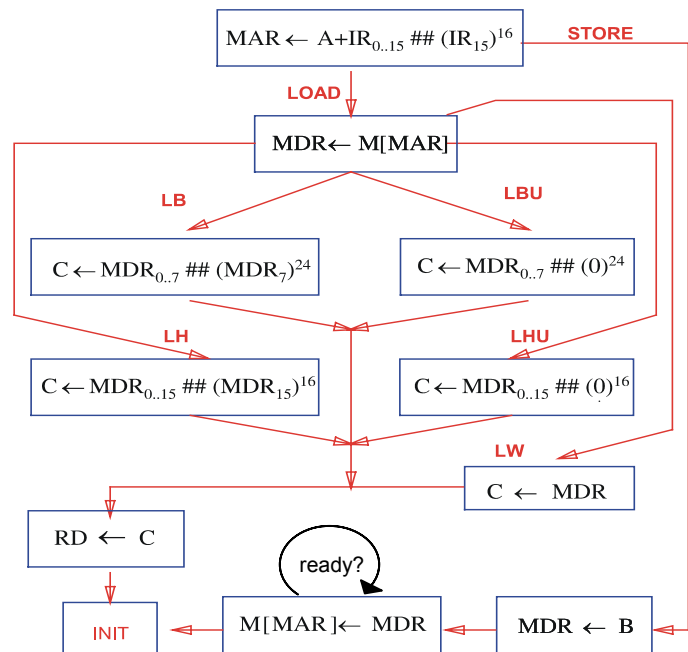 MAR ← A+IR₀..₁₅ ## (IR₁₅)¹⁶
STORE
LOAD
MDR← M[MAR]
LB
LBU
C ← MDR₀..₇ ## (MDR₇)²⁴
C ← MDR₀..₇ ## (0)²⁴
LH
LHU
C ← MDR₀..₁₅ ## (MDR₁₅)¹⁶
C ← MDR₀..₁₅ ## (0)¹⁶
LW
C ← MDR
RD ← C
ready?
INIT
M[MAR]← MDR
MDR ← B